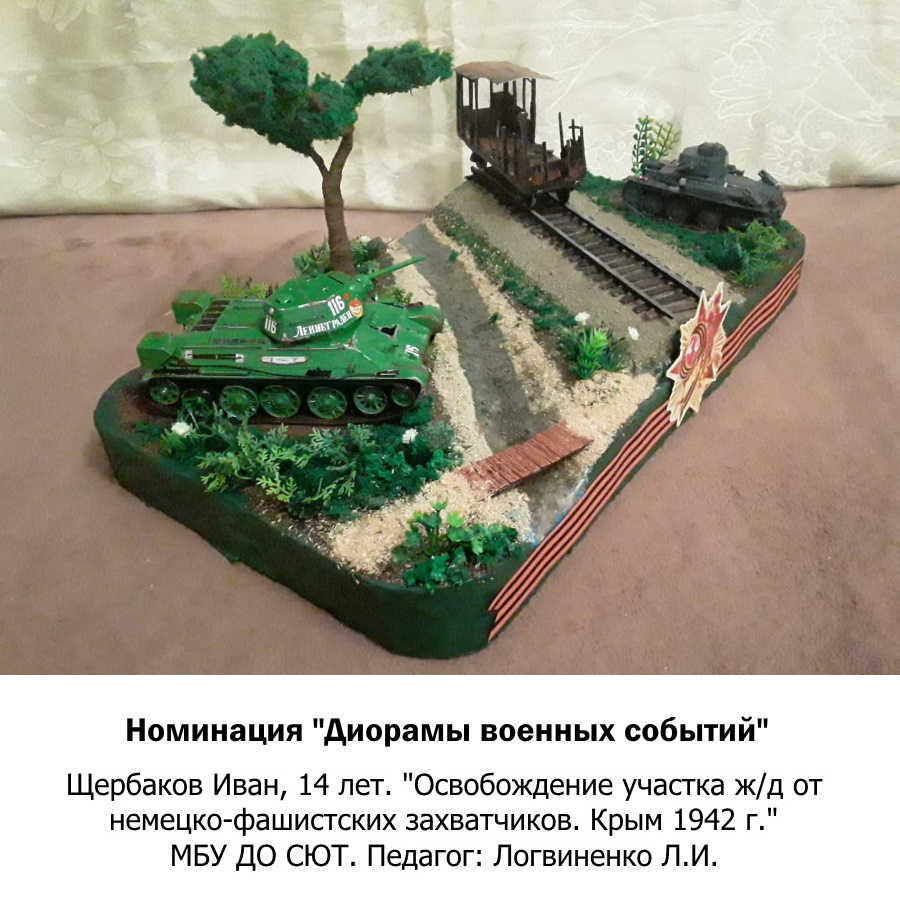 116
116
ЛЕНИНГРАДЕЦ
Номинация "Диорамы военных событий"
Щербаков Иван, 14 лет. "Освобождение участка ж/д от
немецко-фашистских захватчиков. Крым 1942 г."
МБУ ДО СЮТ. Педагог: Логвиненко Л.И.